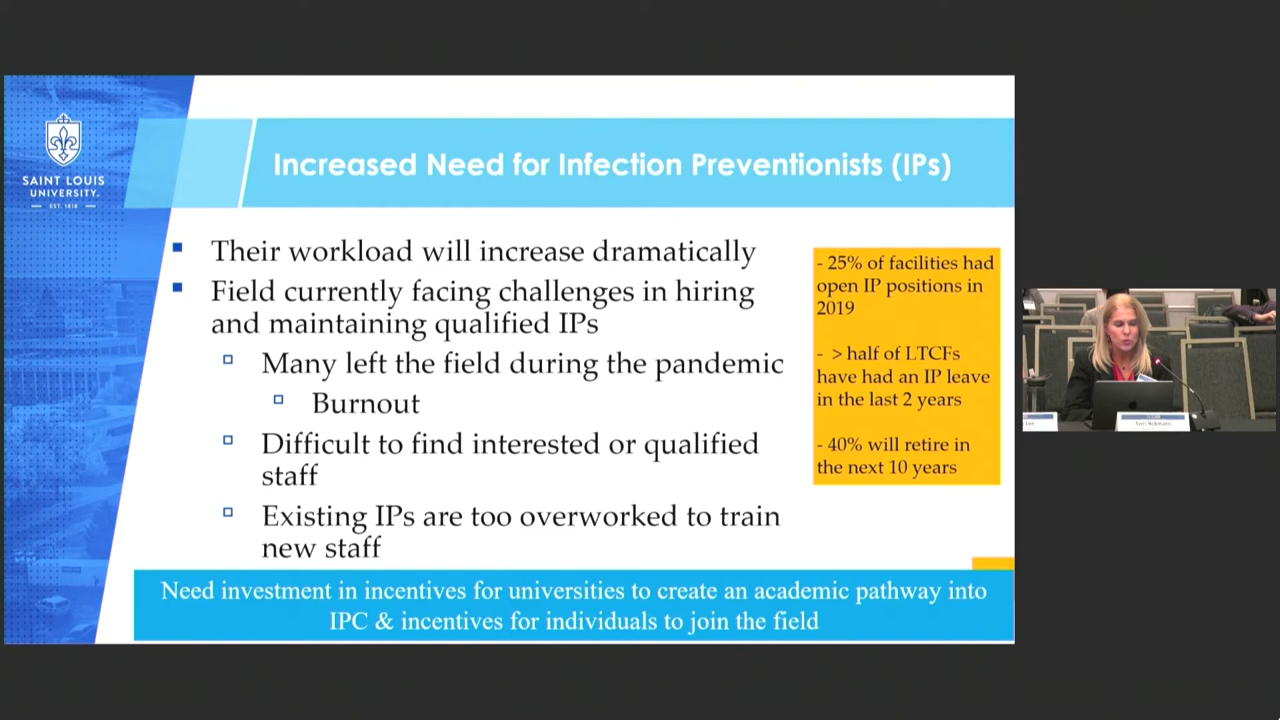 SAINT LOUIS
UNIVERSITY.
EST. 1818
Increased Need for Infection Preventionists (IPs)
Their workload will increase dramatically
Field currently facing challenges in hiring
and maintaining qualified IPs
Many left the field during the pandemic
Burnout
Difficult to find interested or qualified
staff
Existing IPs are too overworked to train
new staff
- 25% of facilities had
open IP positions in
2019
- > half of LTCFs
have had an IP leave
in the last 2 years
- 40% will retire in
the next 10 years
Need investment in incentives for universities to create an academic pathway into
IPC & incentives for individuals to join the field
Lee